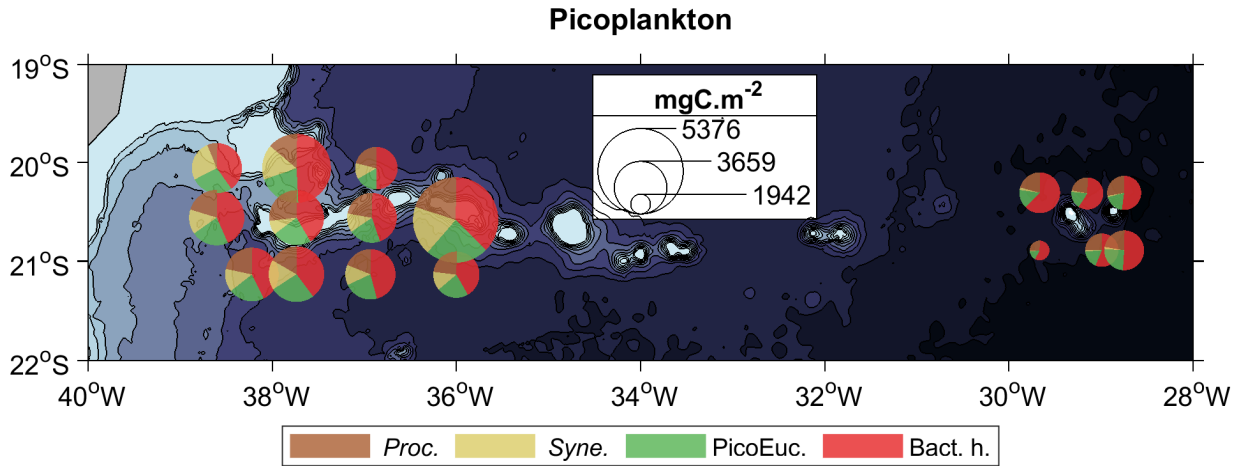 Picoplankton
19°S
20°S
21°S
22°S
mgC.m⁻²
5376
3659
1942
40°W 38°W 36°W 34°W 32°W 30°W 28°W
Proc. Syne. PicoEuc. Bact. h.